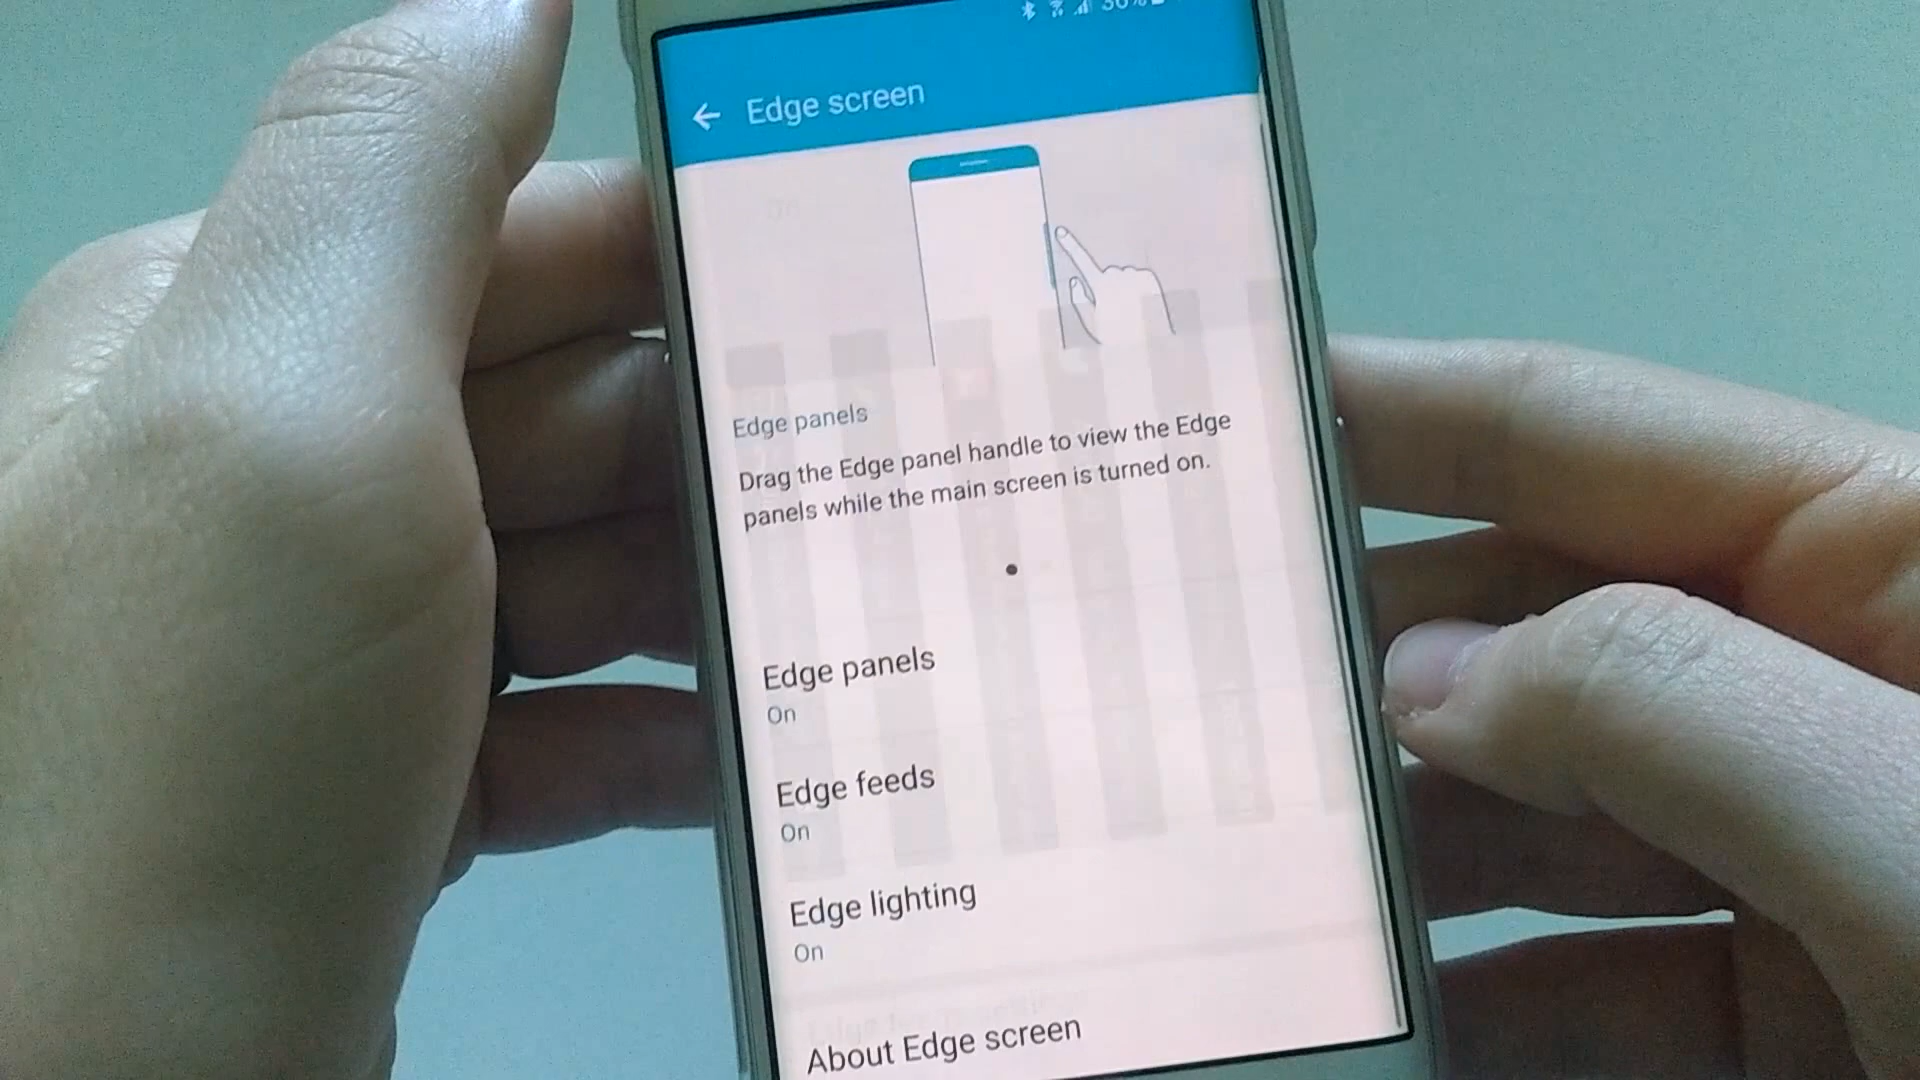 Edge screen
Edge panels
Drag the Edge panel handle to view the Edge
panels while the main screen is turned on.
Edge panels
On
Edge feeds
On
Edge lighting
On
About Edge screen